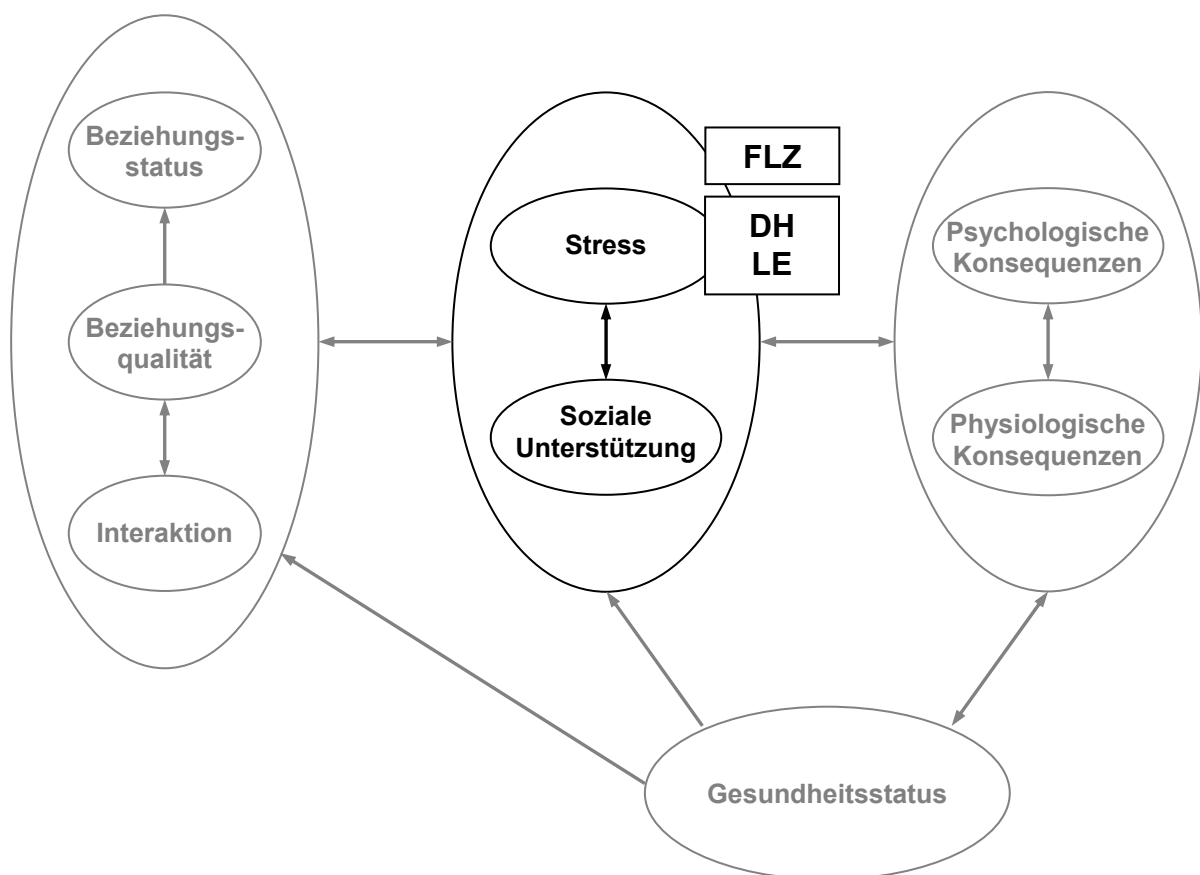 Beziehungs-
status
Beziehungs-
qualität
Interaktion
FLZ
DH
LE
Stress
Soziale
Unterstützung
Psychologische
Konsequenzen
Physiologische
Konsequenzen
Gesundheitsstatus